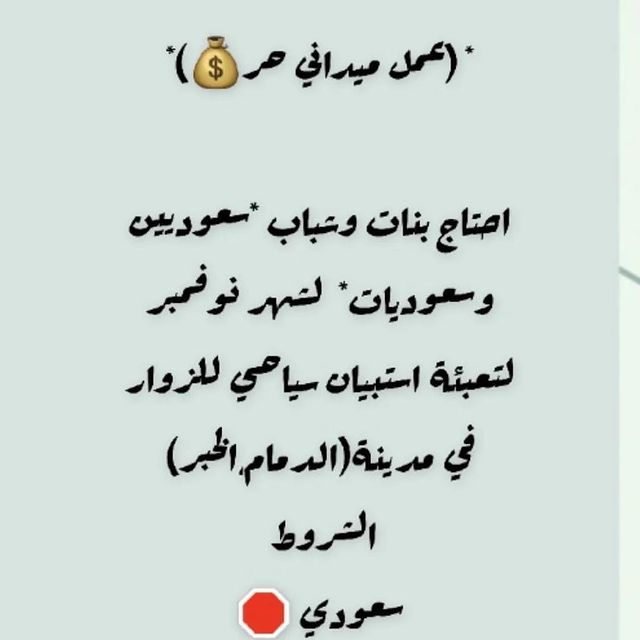 *(عمل ميداني حر💰)*
احتاج بنات وشباب *سعوديين
وسعوديات* لشهر نوفمبر
لتعبئة استبيان سياحي للزوار
في مدينة(الدمام,الخبر)
الشروط
سعودي 🛑